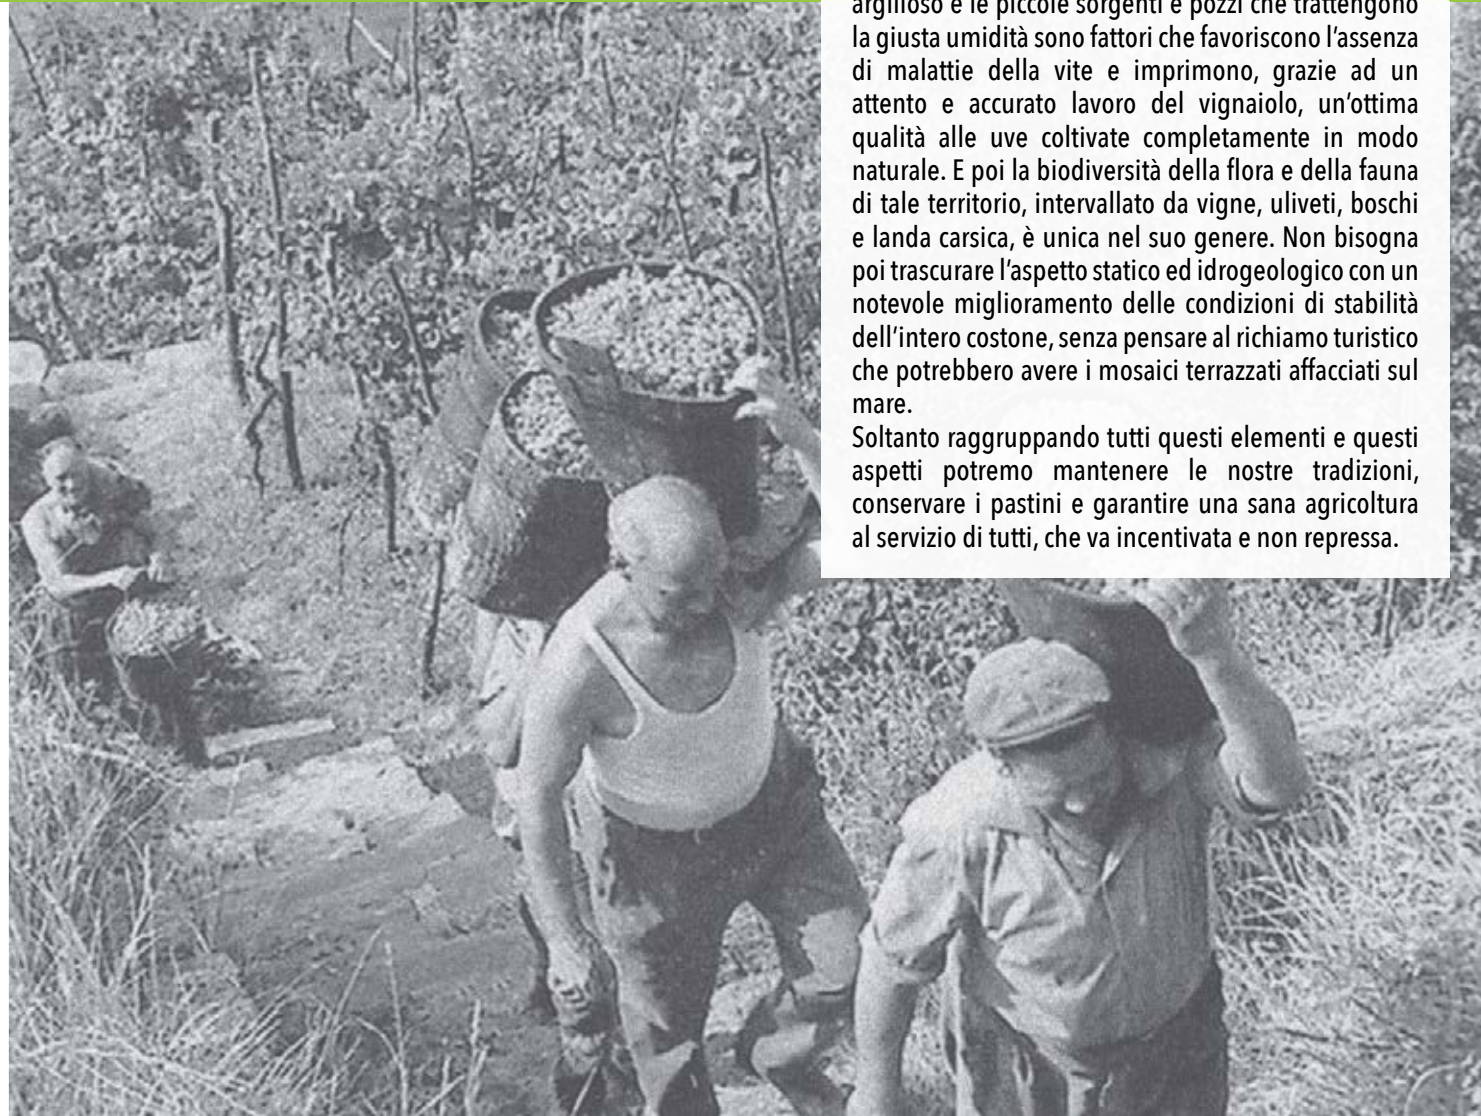 argilloso e le piccole sorgenti e pozzi che trattengono
la giusta umidità sono fattori che favoriscono l’assenza
di malattie della vite e imprimono, grazie ad un
attento e accurato lavoro del vignaiolo, un’ottima
qualità alle uve coltivate completamente in modo
naturale. E poi la biodiversità della flora e della fauna
di tale territorio, intervallato da vigne, uliveti, boschi
e landa carsica, è unica nel suo genere. Non bisogna
poi trascurare l’aspetto statico ed idrogeologico con un
notevole miglioramento delle condizioni di stabilità
dell’intero costone, senza pensare al richiamo turistico
che potrebbero avere i mosaici terrazzati affacciati sul
mare.
Soltanto raggruppando tutti questi elementi e questi
aspetti potremo mantenere le nostre tradizioni,
conservare i pastini e garantire una sana agricoltura
al servizio di tutti, che va incentivata e non repressa.